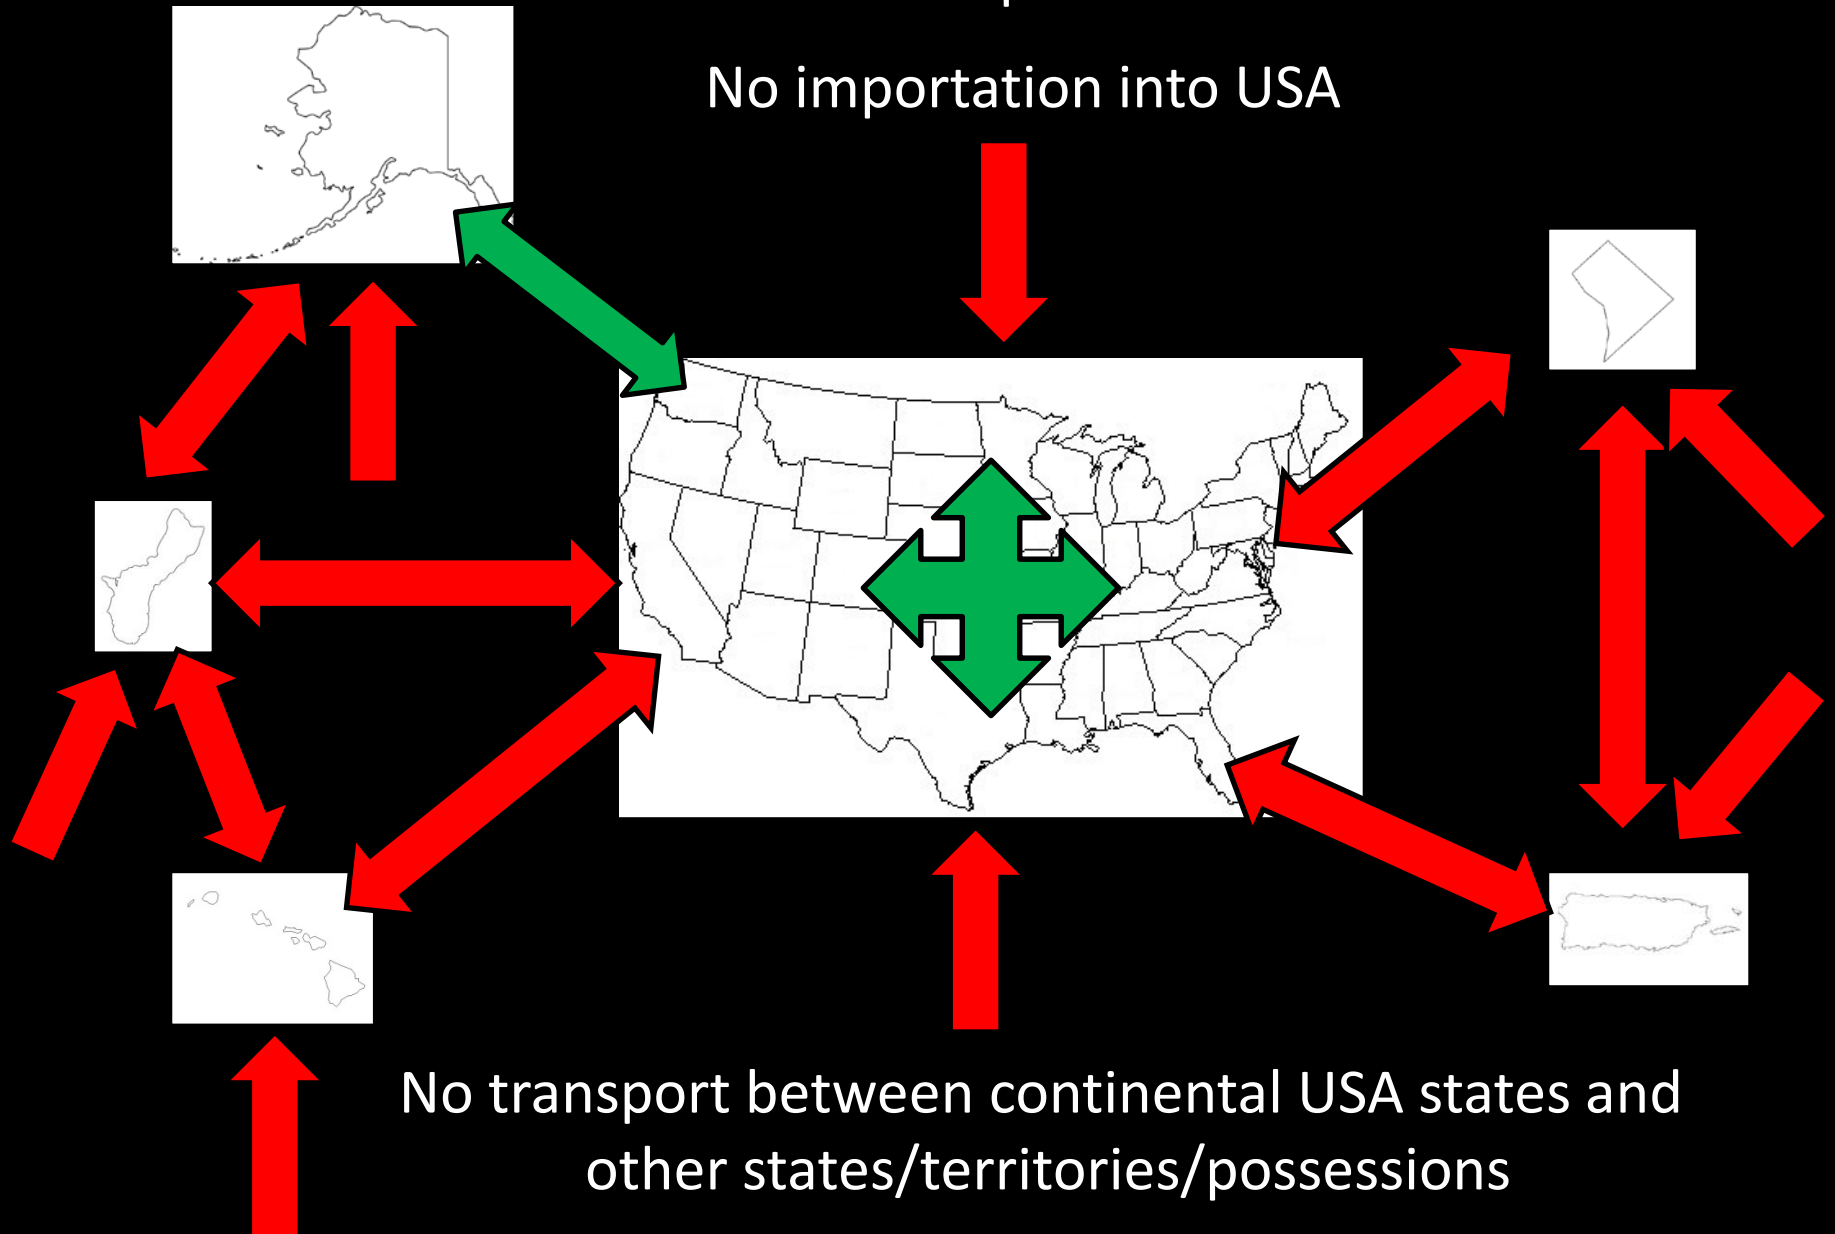 No importation into USA
No transport between continental USA states and
other states/territories/possessions